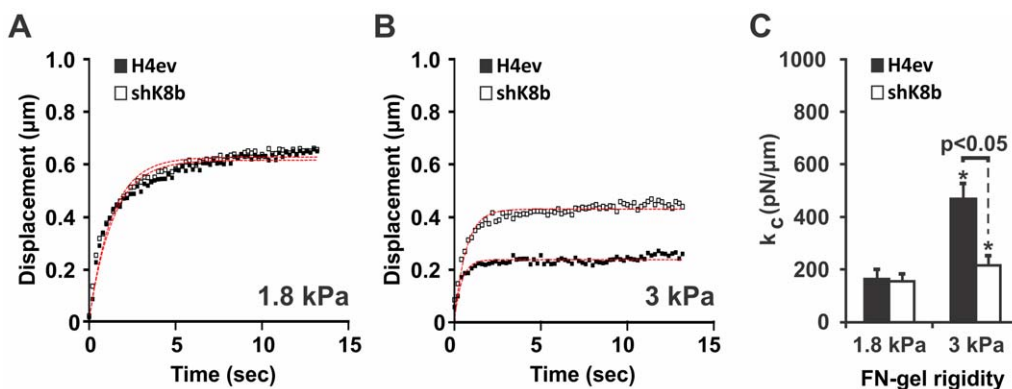 A
H4ev
shK8b
Displacement (μm)
1.0
0.8
0.6
0.4
0.2
0
1.8 kPa
0
5
10
15
Time (sec)
B
H4ev
shK8b
Displacement (μm)
1.0
0.8
0.6
0.4
0.2
0
3 kPa
0
5
10
15
Time (sec)
C
H4ev
shK8b
k c (pN/μm)
1000
800
600
400
200
0
p<0.05
*
*
1.8 kPa
3 kPa
FN-gel rigidity